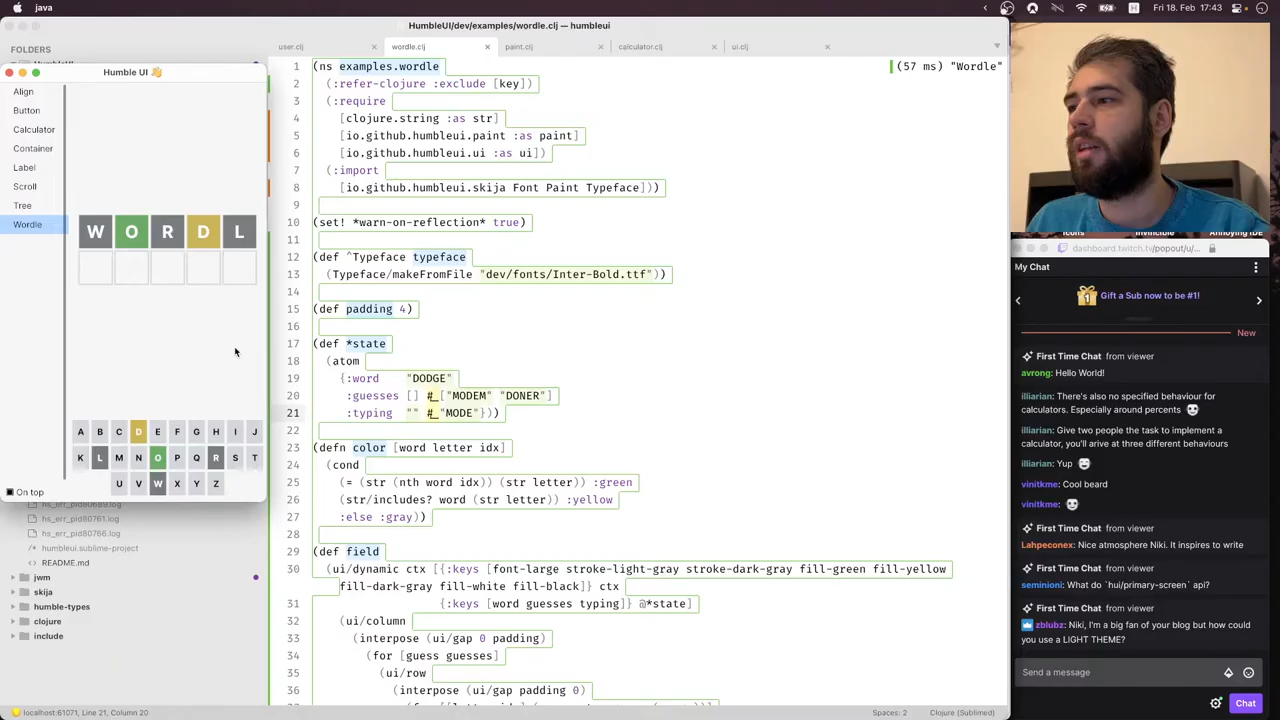 java
Fri 18. Feb 17:43
HumbleUI/dev/examples/wordle.clj — humbleui
FOLDERS
user.clj
wordle.clj
paint.clj
calculator.clj
ui.clj
Humble UI 👋
Align
Button
Calculator
Container
Label
Scroll
Tree
Wordle
W O R D L
A B C D E F G H I J
K L M N O P Q R S T
U V W X Y Z
On top
hs_err_pid80761.log
hs_err_pid80766.log
humbleui.sublime-project
README.md
jwm
skija
humble-types
clojure
include
1 (ns examples.wordle
2 (:refer-clojure :exclude [key])
3 (:require
4 [clojure.string :as str]
5 [io.github.humbleui.paint :as paint]
6 [io.github.humbleui.ui :as ui])
7 (:import
8 [io.github.humbleui.skija Font Paint Typeface]))
9
10 (set! *warn-on-reflection* true)
11
12 (def ^Typeface typeface
13 (Typeface/makeFromFile "dev/fonts/Inter-Bold.ttf"))
14
15 (def padding 4)
16
17 (def *state
18 (atom
19 {:word "DODGE"
20 :guesses [] #_["MODEM" "DONER"]
21 :typing "" #_"MODE"}))
22
23 (defn color [word letter idx]
24 (cond
25 (= (str (nth word idx)) (str letter)) :green
26 (str/includes? word (str letter)) :yellow
27 :else :gray))
28
29 (def field
30 (ui/dynamic ctx [{:keys [font-large stroke-light-gray stroke-dark-gray fill-green fill-yellow
fill-dark-gray fill-white fill-black]} ctx
31 {:keys [word guesses typing]} @*state]
32 (ui/column
33 (interpose (ui/gap 0 padding)
34 (for [guess guesses]
35 (ui/row
36 (interpose (ui/gap padding 0)
(57 ms) "Wordle"
localhost:61071, Line 21, Column 20
Spaces: 2
Clojure (Sublimed)
Icons
Invincible
Annoying IDE
dashboard.twitch.tv/popout/u/...
My Chat
Gift a Sub now to be #1!
New
First Time Chat from viewer
avrong: Hello World!
illiarian: There's also no specified behaviour for
calculators. Especially around percents
illiarian: Give two people the task to implement a
calculator, you'll arive at three different behaviours
illiarian: Yup
vinitkme: Cool beard
vinitkme:
First Time Chat from viewer
Lahpeconex: Nice atmosphere Niki. It inspires to write
First Time Chat from viewer
seminioni: What do `hui/primary-screen` api?
First Time Chat from viewer
zblubz: Niki, I'm a big fan of your blog but how could
you use a LIGHT THEME?
Send a message
Chat